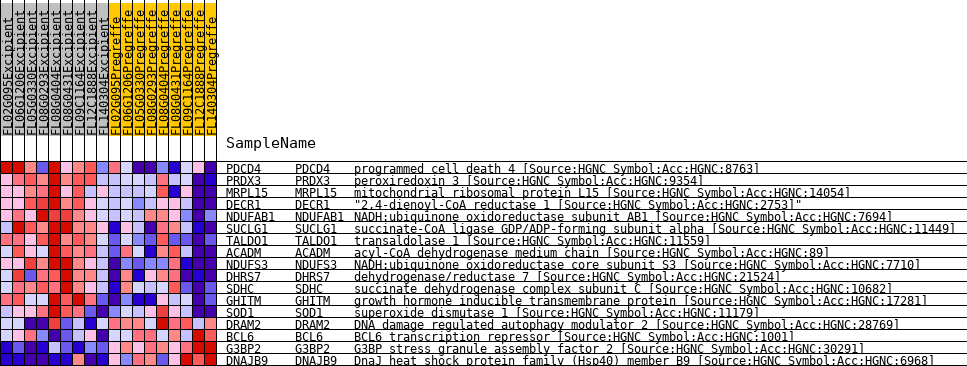 FL02G095Excipient
FL06G1206Excipient
FL05G0330Excipient
FL08G0293Excipient
FL08G0404Excipient
FL08G0431Excipient
FL09C1164Excipient
FL12C1888Excipient
FL140304Excipient
FL02G095Pregreffe
FL06G1206Pregreffe
FL05G0330Pregreffe
FL08G0293Pregreffe
FL08G0404Pregreffe
FL08G0431Pregreffe
FL09C1164Pregreffe
FL12C1888Pregreffe
FL140304Pregreffe
SampleName
PDCD4 PDCD4 programmed cell death 4 [Source:HGNC Symbol;Acc:HGNC:8763]
PRDX3 PRDX3 peroxiredoxin 3 [Source:HGNC Symbol;Acc:HGNC:9354]
MRPL15 MRPL15 mitochondrial ribosomal protein L15 [Source:HGNC Symbol;Acc:HGNC:14054]
DECR1 DECR1 "2,4-dienoyl-CoA reductase 1 [Source:HGNC Symbol;Acc:HGNC:2753]"
NDUFAB1 NDUFAB1 NADH:ubiquinone oxidoreductase subunit AB1 [Source:HGNC Symbol;Acc:HGNC:7694]
SUCLG1 SUCLG1 succinate-CoA ligase GDP/ADP-forming subunit alpha [Source:HGNC Symbol;Acc:HGNC:11449]
TALDO1 TALDO1 transaldolase 1 [Source:HGNC Symbol;Acc:HGNC:11559]
ACADM ACADM acyl-CoA dehydrogenase medium chain [Source:HGNC Symbol;Acc:HGNC:89]
NDUFS3 NDUFS3 NADH:ubiquinone oxidoreductase core subunit S3 [Source:HGNC Symbol;Acc:HGNC:7710]
DHRS7 DHRS7 dehydrogenase/reductase 7 [Source:HGNC Symbol;Acc:HGNC:21524]
SDHC SDHC succinate dehydrogenase complex subunit C [Source:HGNC Symbol;Acc:HGNC:10682]
GHITM GHITM growth hormone inducible transmembrane protein [Source:HGNC Symbol;Acc:HGNC:17281]
SOD1 SOD1 superoxide dismutase 1 [Source:HGNC Symbol;Acc:HGNC:11179]
DRAM2 DRAM2 DNA damage regulated autophagy modulator 2 [Source:HGNC Symbol;Acc:HGNC:28769]
BCL6 BCL6 BCL6 transcription repressor [Source:HGNC Symbol;Acc:HGNC:1001]
G3BP2 G3BP2 G3BP stress granule assembly factor 2 [Source:HGNC Symbol;Acc:HGNC:30291]
DNAJB9 DNAJB9 DnaJ heat shock protein family (Hsp40) member B9 [Source:HGNC Symbol;Acc:HGNC:6968]